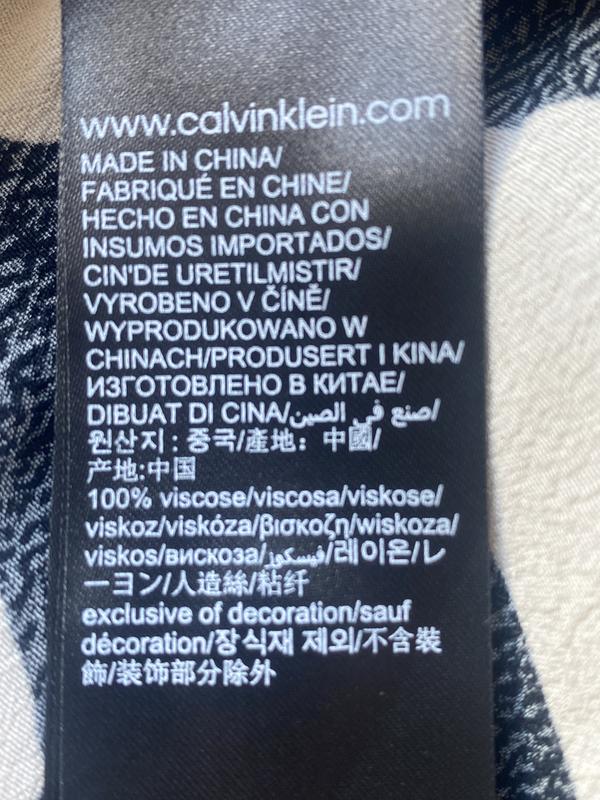 www.calvinklein.com
MADE IN CHINA/
FABRIQUÉ EN CHINE/
HECHO EN CHINA CON
INSUMOS IMPORTADOS/
CIN'DE URETILMISTIR/
VYROBENO V ČÍNĚ/
WYPRODUKOWANO W
CHINACH/PRODUSERT I KINA/
ИЗГОТОВЛЕНО В КИТАЕ/
DIBUAT DI CINA/صنع في الصين/
원산지: 중국/產地：中國/
产地:中国
100% viscose/viscosa/viskose/
viskoz/viskóza/βισκοζη/wiskoza/
viskos/вискоза/فيسكوز/레이온/レ
ーヨン/人造絲/粘纤
exclusive of decoration/sauf
décoration/장식재 제외/不含裝
飾/装饰部分除外